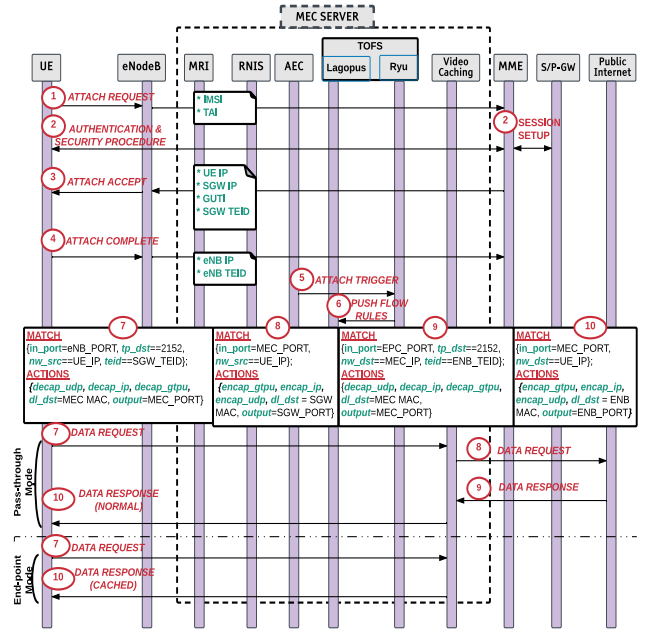 MEC SERVER
TOFS
UE
eNodeB
MRI
RNIS
AEC
Lagopus
Ryu
Video
Caching
MME
S/P-GW
Public
Internet
1 ATTACH REQUEST
* IMSI
* TAI
2 AUTHENTICATION &
SECURITY PROCEDURE
2 SESSION
SETUP
3 ATTACH ACCEPT
* UE IP
* SGW IP
* GUTI
* SGW TEID
4 ATTACH COMPLETE
* eNB IP
* eNB TEID
5 ATTACH TRIGGER
6 PUSH FLOW
RULES
7
MATCH
{in_port=eNB_PORT, tp_dst==2152,
nw_src==UE_IP, teid==SGW_TEID};
ACTIONS
{decap_udp, decap_ip, decap_gtpu,
dl_dst=MEC MAC, output=MEC_PORT}
8
MATCH
{in_port=MEC_PORT,
nw_src==UE_IP};
ACTIONS
{encap_gtpu, encap_ip,
encap_udp, dl_dst = SGW
MAC, output=SGW_PORT}
9
MATCH
{in_port=EPC_PORT, tp_dst==2152,
nw_dst==MEC_IP, teid==ENB_TEID};
ACTIONS
{decap_udp, decap_ip, decap_gtpu,
dl_dst=MEC MAC,
output=MEC_PORT}
10
MATCH
{in_port=MEC_PORT,
nw_dst==UE_IP};
ACTIONS
{encap_gtpu, encap_ip,
encap_udp, dl_dst = ENB
MAC, output=ENB_PORT}
Pass-through
Mode
7 DATA REQUEST
8 DATA REQUEST
9 DATA RESPONSE
10 DATA RESPONSE
(NORMAL)
End-point
Mode
7 DATA REQUEST
10 DATA RESPONSE
(CACHED)